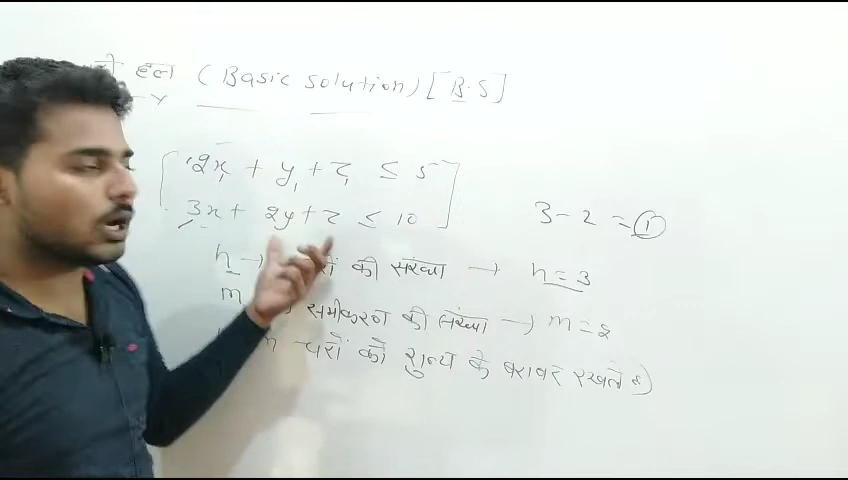 हल (Basic solution) [B.S]
2x + y + z ≤ 5
3x + 2y + z ≤ 10
3 - 2 = 1
n → की संख्या → n = 3
m समीकरण की संख्या → m = 2
चरों को शून्य के बराबर रखते है